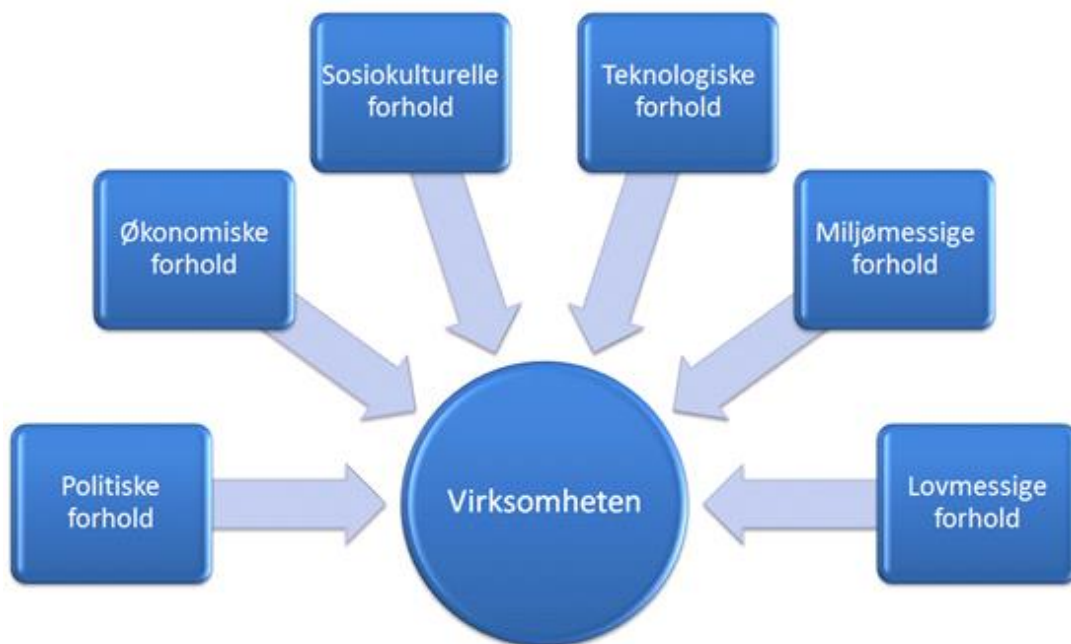 Sosiokulturelle
forhold
Teknologiske
forhold
Økonomiske
forhold
Miljømessige
forhold
Politiske
forhold
Virksomheten
Lovmessige
forhold